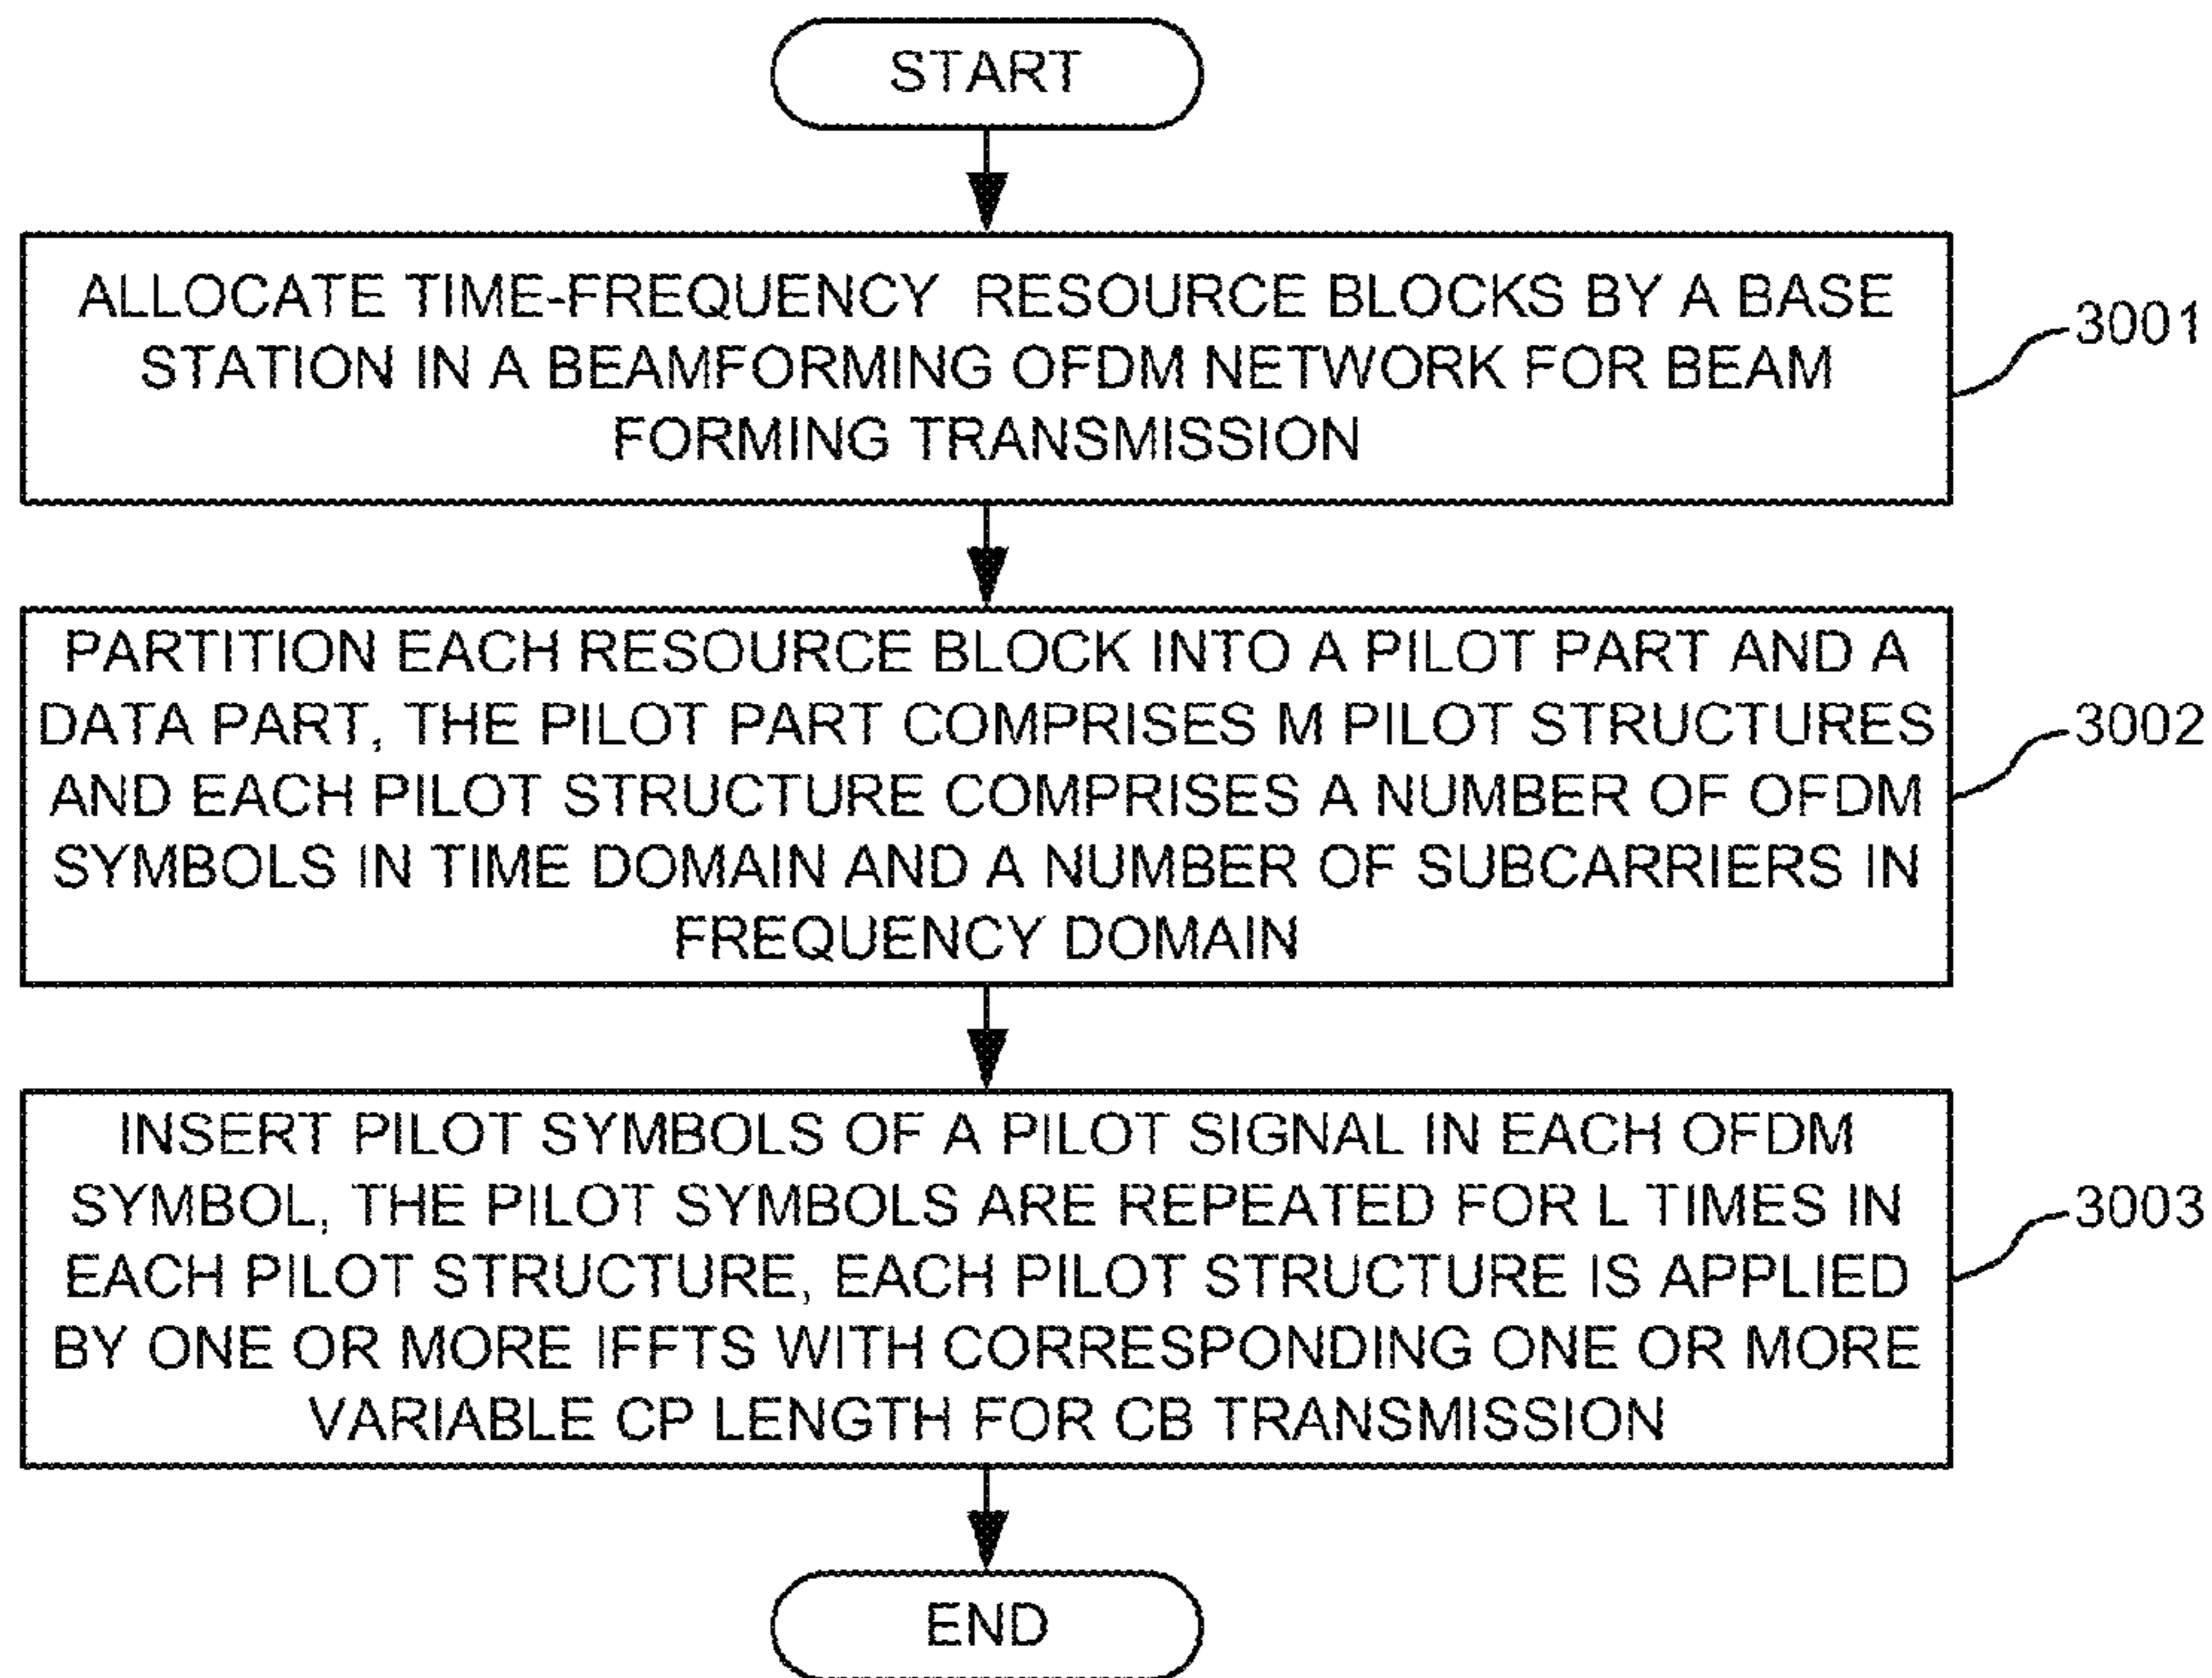 START
ALLOCATE TIME-FREQUENCY RESOURCE BLOCKS BY A BASE
STATION IN A BEAMFORMING OFDM NETWORK FOR BEAM
FORMING TRANSMISSION
3001
PARTITION EACH RESOURCE BLOCK INTO A PILOT PART AND A
DATA PART, THE PILOT PART COMPRISES M PILOT STRUCTURES
AND EACH PILOT STRUCTURE COMPRISES A NUMBER OF OFDM
SYMBOLS IN TIME DOMAIN AND A NUMBER OF SUBCARRIERS IN
FREQUENCY DOMAIN
3002
INSERT PILOT SYMBOLS OF A PILOT SIGNAL IN EACH OFDM
SYMBOL, THE PILOT SYMBOLS ARE REPEATED FOR L TIMES IN
EACH PILOT STRUCTURE, EACH PILOT STRUCTURE IS APPLIED
BY ONE OR MORE IFFTS WITH CORRESPONDING ONE OR MORE
VARIABLE CP LENGTH FOR CB TRANSMISSION
3003
END